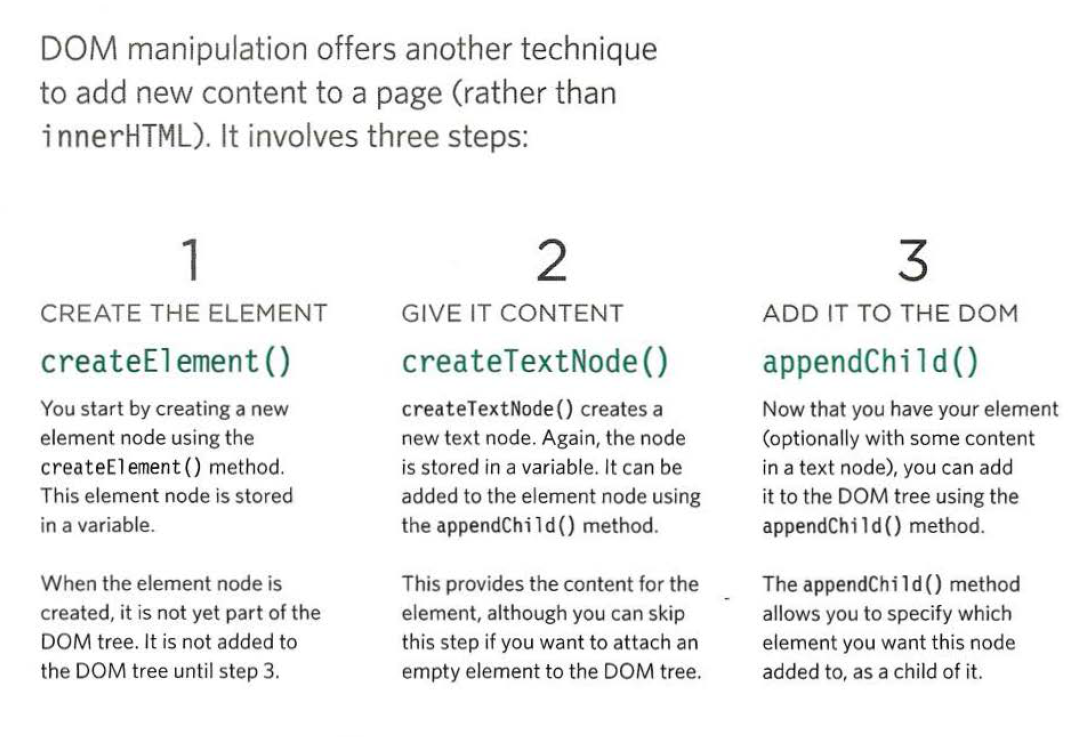 DOM manipulation offers another technique
to add new content to a page (rather than
innerHTML). It involves three steps:
1
CREATE THE ELEMENT
createElement()
You start by creating a new
element node using the
createElement() method.
This element node is stored
in a variable.
When the element node is
created, it is not yet part of the
DOM tree. It is not added to
the DOM tree until step 3.
2
GIVE IT CONTENT
createTextNode()
createTextNode() creates a
new text node. Again, the node
is stored in a variable. It can be
added to the element node using
the appendChild() method.
This provides the content for the
element, although you can skip
this step if you want to attach an
empty element to the DOM tree.
3
ADD IT TO THE DOM
appendChild()
Now that you have your element
(optionally with some content
in a text node), you can add
it to the DOM tree using the
appendChild() method.
The appendChild() method
allows you to specify which
element you want this node
added to, as a child of it.